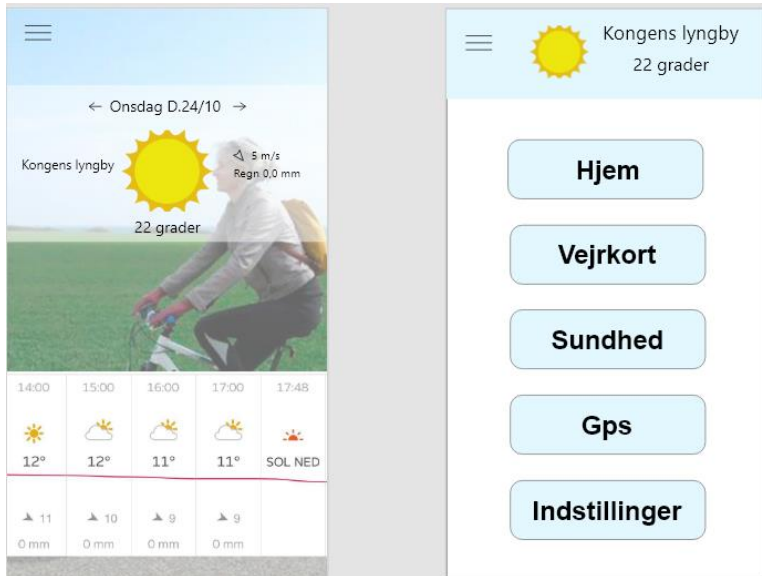 ← Onsdag D.24/10 →
Kongens lyngby
5 m/s
Regn 0,0 mm
22 grader
14:00 15:00 16:00 17:00 17:48
12° 12° 11° 11° SOL NED
11 10 9 9
0 mm 0 mm 0 mm 0 mm
Kongens lyngby
22 grader
Hjem
Vejrkort
Sundhed
Gps
Indstillinger